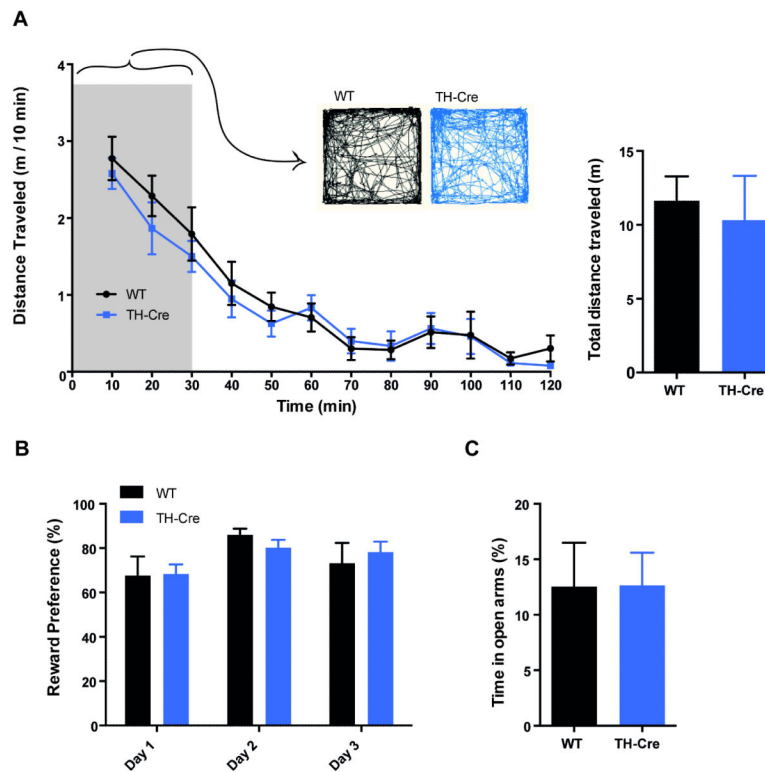 A
Distance Traveled (m / 10 min)
4
3
2
1
0
WT
TH-Cre
0 10 20 30 40 50 60 70 80 90 100 110 120
Time (min)
WT TH-Cre
Total distance traveled (m)
15
10
5
0
WT TH-Cre
B
WT
TH-Cre
Reward Preference (%)
100
80
60
40
20
0
Day 1 Day 2 Day 3
C
Time in open arms (%)
20
15
10
5
0
WT TH-Cre